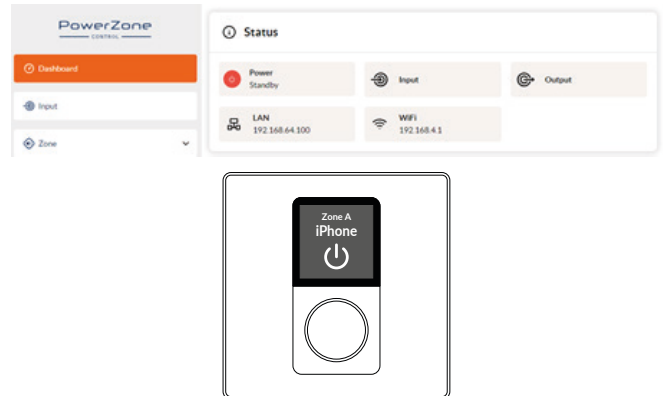 PowerZone
CONTROL
Dashboard
Input
Zone
Status
Power
Standby
Input
Output
LAN
192.168.64.100
WiFi
192.168.4.1
Zone A
iPhone